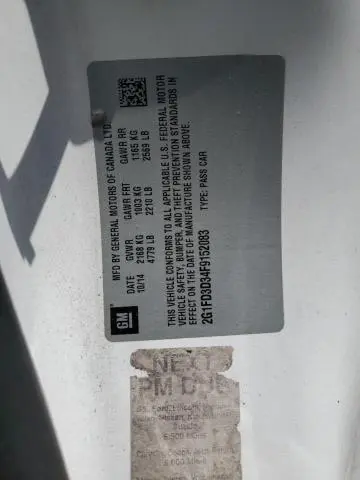 MFD BY GENERAL MOTORS OF CANADA LTD.
DATE GVWR GAWR FRT GAWR RR
10/14 2168 KG 1003 KG 1165 KG
4779 LB 2210 LB 2569 LB
THIS VEHICLE CONFORMS TO ALL APPLICABLE U.S. FEDERAL MOTOR
VEHICLE SAFETY, BUMPER, AND THEFT PREVENTION STANDARDS IN
EFFECT ON THE DATE OF MANUFACTURE SHOWN ABOVE.
2G1FD3D34F9152083 TYPE: PASS CAR
GM
NEXT
PM DUE